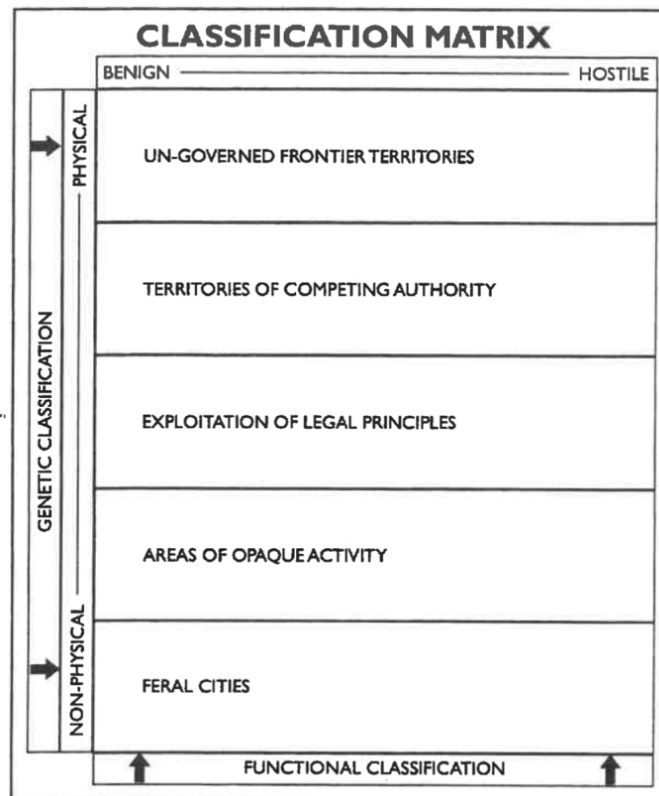 CLASSIFICATION MATRIX
BENIGN HOSTILE
GENETIC CLASSIFICATION
PHYSICAL
NON-PHYSICAL
UN-GOVERNED FRONTIER TERRITORIES
TERRITORIES OF COMPETING AUTHORITY
EXPLOITATION OF LEGAL PRINCIPLES
AREAS OF OPAQUE ACTIVITY
FERAL CITIES
FUNCTIONAL CLASSIFICATION